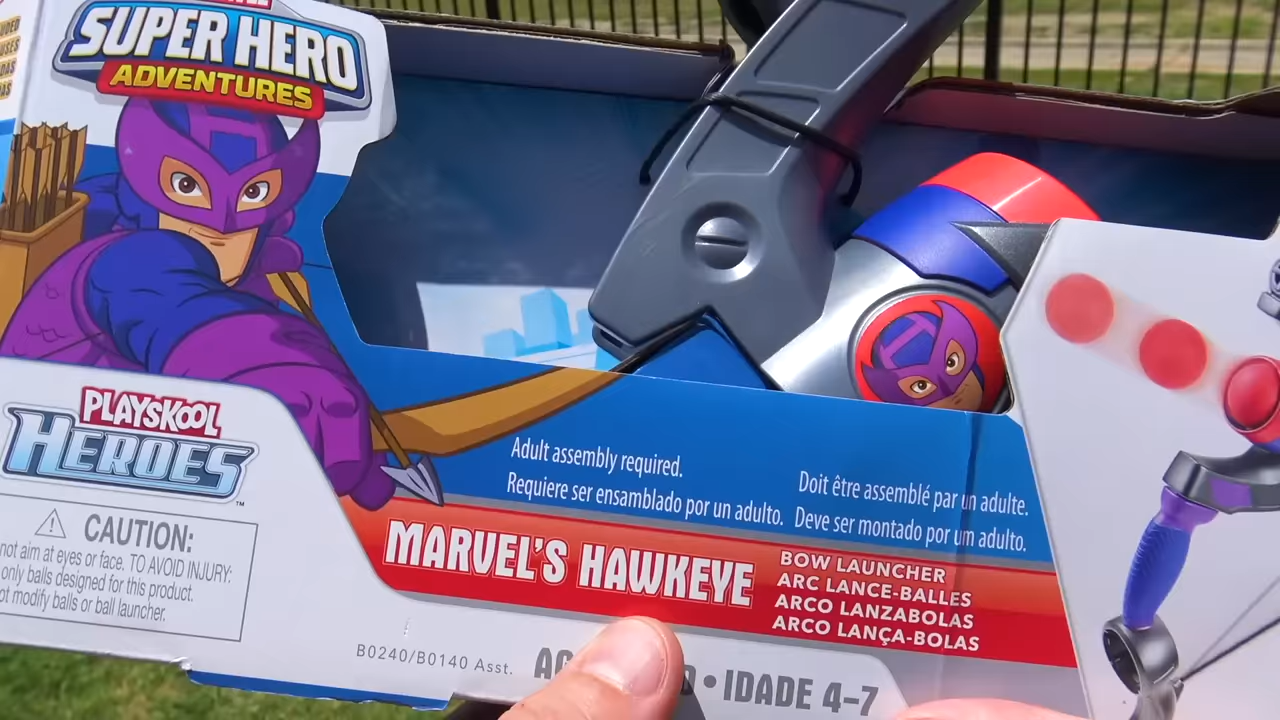 SUPER HERO
ADVENTURES
PLAYSKOOL
HEROES
™
CAUTION:
not aim at eyes or face. TO AVOID INJURY:
only balls designed for this product.
modify balls or ball launcher.
Adult assembly required.
Requiere ser ensamblado por un adulto.
Doit être assemblé par un adulte.
Deve ser montado por um adulto.
MARVEL'S HAWKEYE
BOW LAUNCHER
ARC LANCE-BALLES
ARCO LANZABOLAS
ARCO LANÇA-BOLAS
B0240/B0140 Asst.
• IDADE 4-7